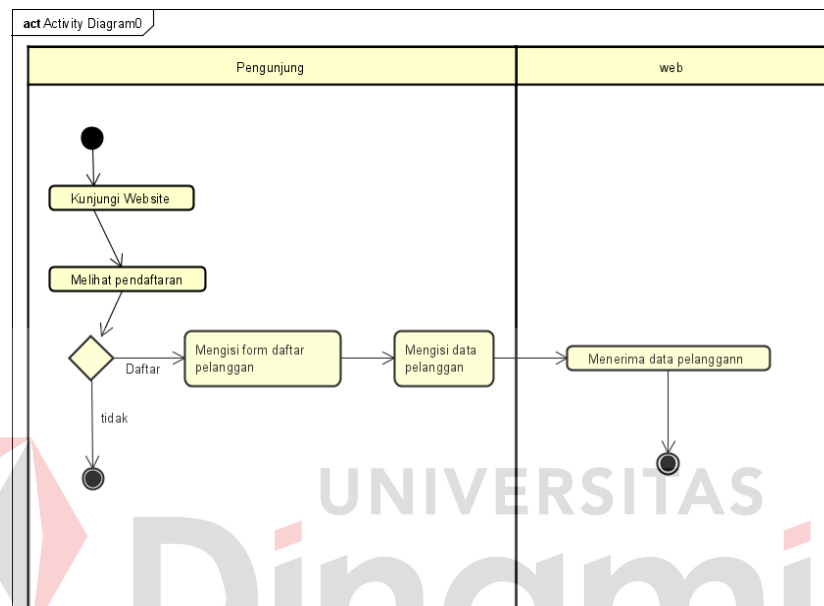 act Activity Diagram0
Pengunjung
web
Kunjungi Website
Melihat pendaftaran
Daftar
Mengisi form daftar
pelanggan
Mengisi data
pelanggan
Menerima data pelanggann
tidak
UNIVERSITAS
Dinami